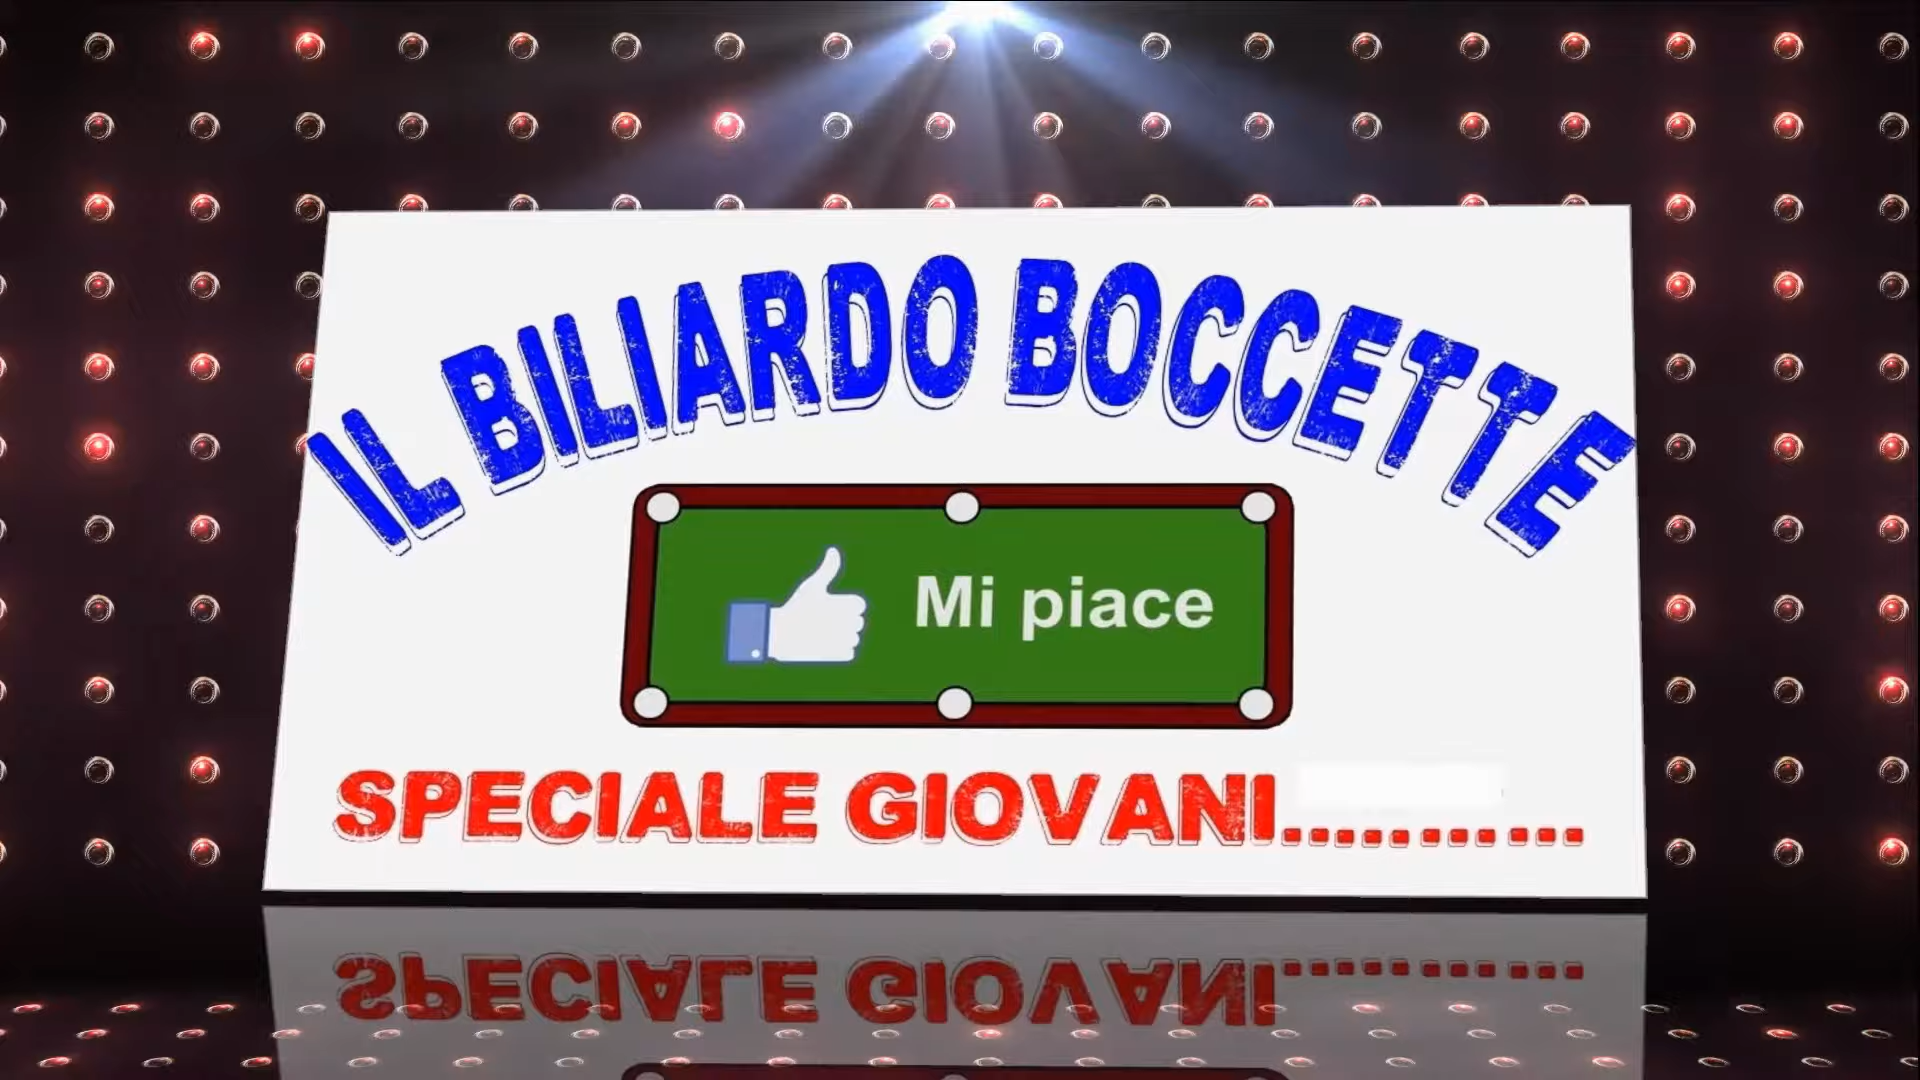 IL BILIARDO BOCCETTE
Mi piace
SPECIALE GIOVANI...........